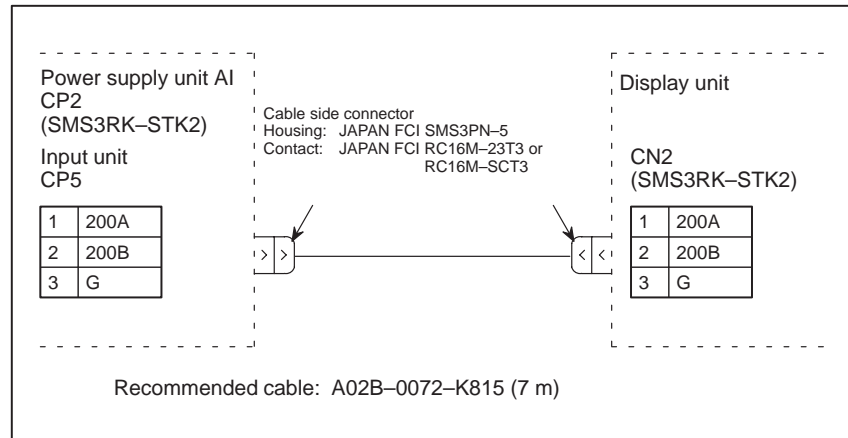 Power supply unit AI
CP2
(SMS3RK–STK2)
Input unit
CP5
1 200A
2 200B
3 G
Cable side connector
Housing: JAPAN FCI SMS3PN–5
Contact: JAPAN FCI RC16M–23T3 or
RC16M–SCT3
Display unit
CN2
(SMS3RK–STK2)
1 200A
2 200B
3 G
Recommended cable: A02B–0072–K815 (7 m)